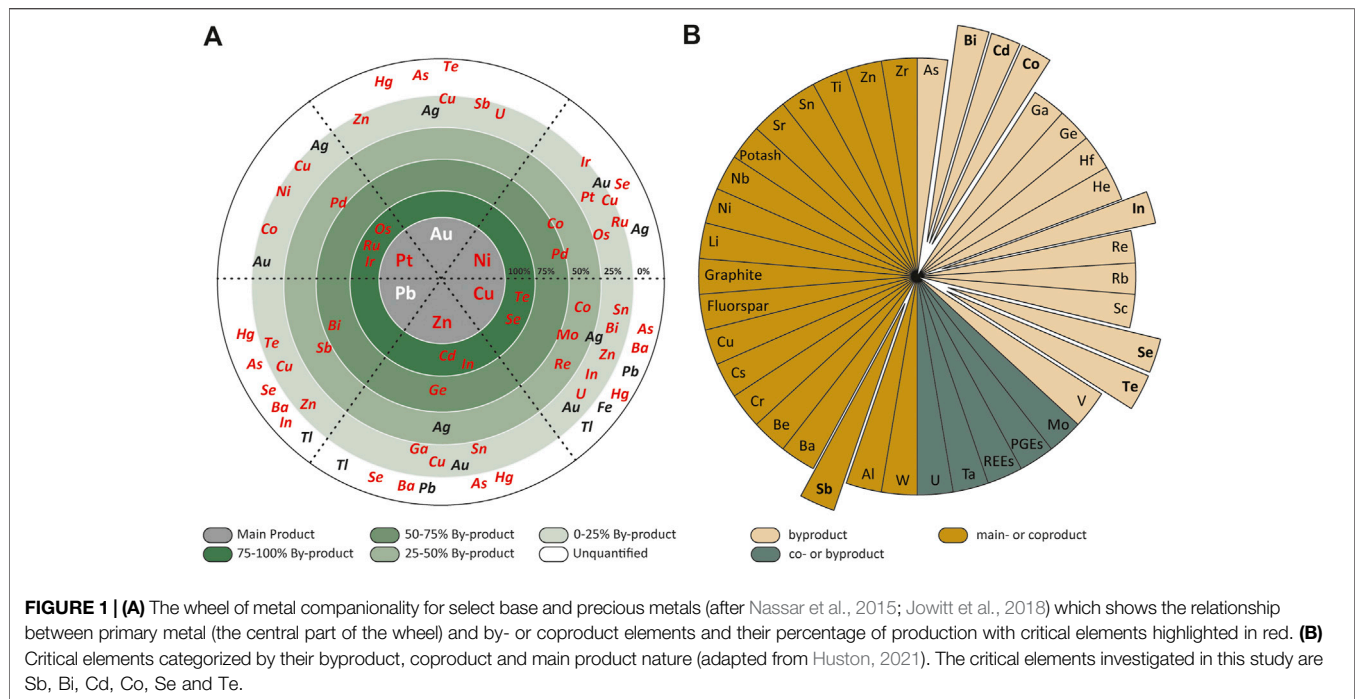 A
B
Te
As
Hg
Cu
Ag
Sb
U
Zn
Ag
Cu
Ni
Co
Au
Pd
Os
Ru
Ir
Ir
Au
Se
Pt
Cu
Ru
Ag
Os
Co
Pd
Au
Pt
Ni
Pb
Cu
Zn
100% 75% 50% 25% 0%
Te
Se
Co
Mo
Re
Sn
Bi
Ag
Zn
In
U
Au
As
Ba
Pb
Hg
Fe
Tl
Bi
Sb
Hg
Te
As
Cu
Se
Ba
In
Zn
Tl
Cd
In
Ge
Ag
Ga
Sn
Cu
Au
Tl
Se
Ba
Pb
As
Hg
As
Bi
Cd
Co
Ga
Ge
Hf
He
In
Re
Rb
Sc
Se
Te
V
Mo
PGEs
REEs
Ta
U
W
Al
Sb
Ba
Be
Cr
Cs
Cu
Fluorspar
Graphite
Li
Ni
Nb
Potash
Sr
Sn
Ti
Zn
Zr
Main Product
50-75% By-product
0-25% By-product
75-100% By-product
25-50% By-product
Unquantified
byproduct
main- or coproduct
co- or byproduct
FIGURE 1 | (A) The wheel of metal companionality for select base and precious metals (after Nassar et al., 2015; Jowitt et al., 2018) which shows the relationship
between primary metal (the central part of the wheel) and by- or coproduct elements and their percentage of production with critical elements highlighted in red. (B)
Critical elements categorized by their byproduct, coproduct and main product nature (adapted from Huston, 2021). The critical elements investigated in this study are
Sb, Bi, Cd, Co, Se and Te.